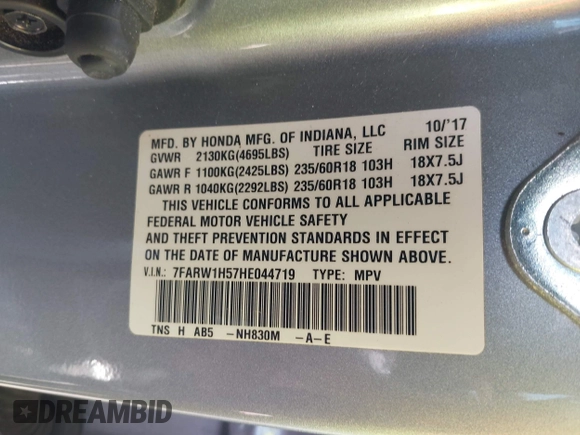 MFD. BY HONDA MFG. OF INDIANA, LLC 10/'17
GVWR 2130KG(4695LBS) TIRE SIZE RIM SIZE
GAWR F 1100KG(2425LBS) 235/60R18 103H 18X7.5J
GAWR R 1040KG(2292LBS) 235/60R18 103H 18X7.5J
THIS VEHICLE CONFORMS TO ALL APPLICABLE
FEDERAL MOTOR VEHICLE SAFETY
AND THEFT PREVENTION STANDARDS IN EFFECT
ON THE DATE OF MANUFACTURE SHOWN ABOVE.
V.I.N.: 7FARW1H57HE044719 TYPE: MPV
TNS H AB5 -NH830M -A-E
DREAMBID